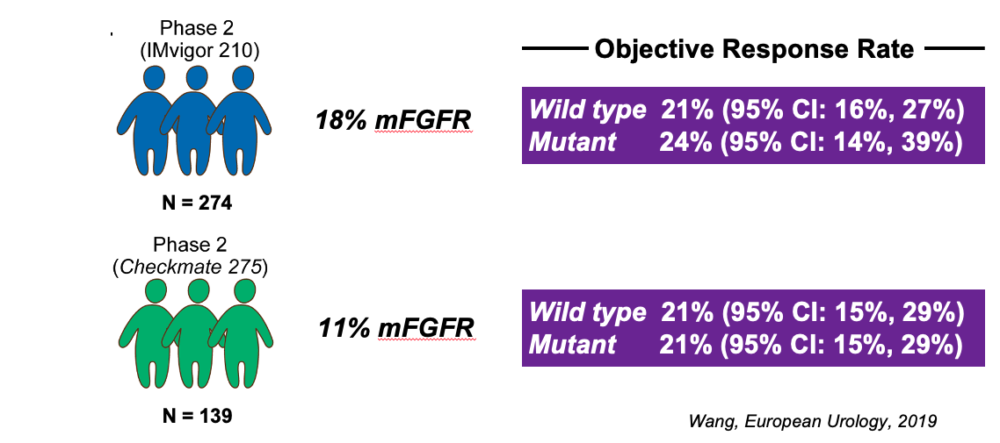 Phase 2
(IMvigor 210)
18% mFGFR
N = 274
Objective Response Rate
Wild type 21% (95% CI: 16%, 27%)
Mutant 24% (95% CI: 14%, 39%)
Phase 2
(Checkmate 275)
11% mFGFR
N = 139
Wild type 21% (95% CI: 15%, 29%)
Mutant 21% (95% CI: 15%, 29%)
Wang, European Urology, 2019